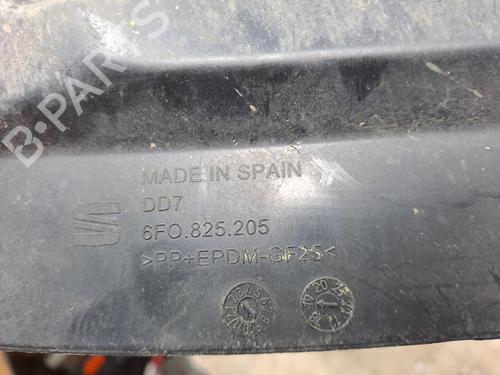 B-PARTS
MADE IN SPAIN
DD7
6F0.825.205
>PP+EPDM-GF25<